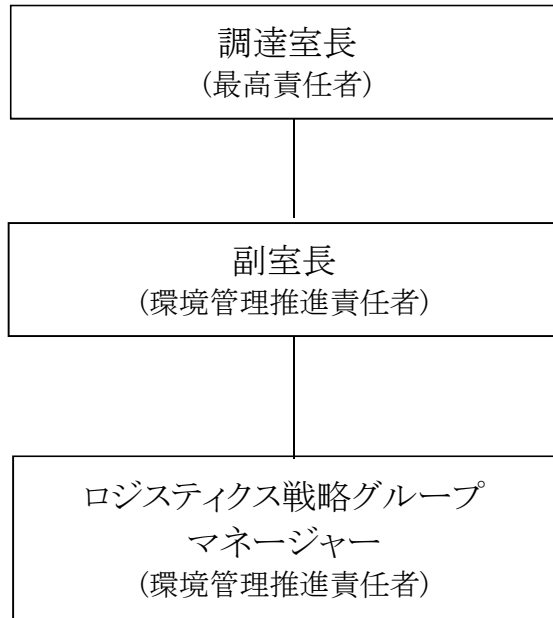 調達室長
(最高責任者)
副室長
(環境管理推進責任者)
ロジスティクス戦略グループ
マネージャー
(環境管理推進責任者)